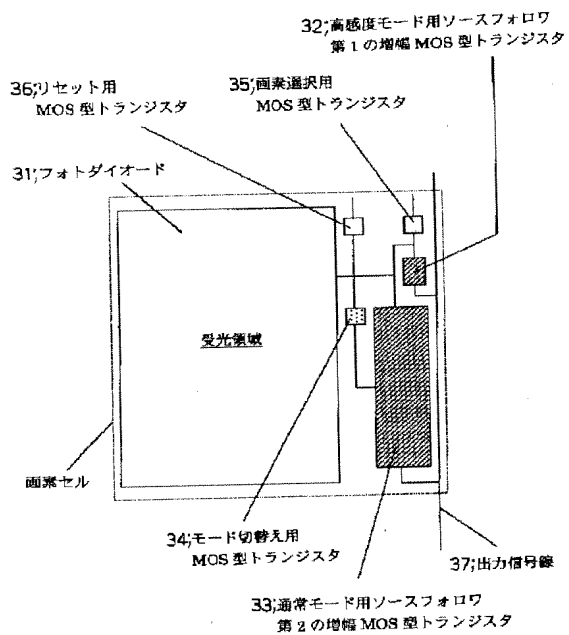 32;高感度モード用ソースフォロワ
第1の増幅MOS型トランジスタ
36;リセット用
MOS型トランジスタ
35;画素選択用
MOS型トランジスタ
31;フォトダイオード
受光領域
画素セル
34;モード切替え用
MOS型トランジスタ
37;出力信号線
33;通常モード用ソースフォロワ
第2の増幅MOS型トランジスタ